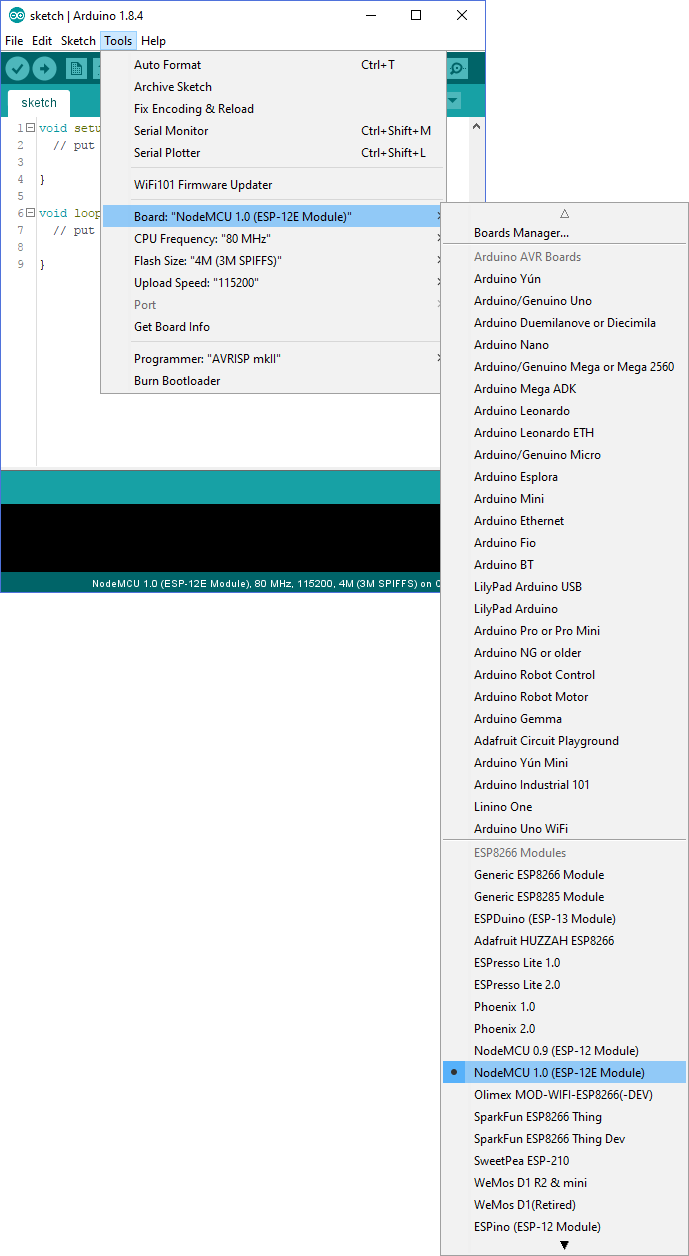 sketch | Arduino 1.8.4
File Edit Sketch Tools Help
sketch
1 void setu
2 // put
3
4 }
5
6 void loop
7 // put
8
9 }
Auto Format Ctrl+T
Archive Sketch
Fix Encoding & Reload
Serial Monitor Ctrl+Shift+M
Serial Plotter Ctrl+Shift+L
WiFi101 Firmware Updater
Board: "NodeMCU 1.0 (ESP-12E Module)"
CPU Frequency: "80 MHz"
Flash Size: "4M (3M SPIFFS)"
Upload Speed: "115200"
Port
Get Board Info
Programmer: "AVRISP mkII"
Burn Bootloader
NodeMCU 1.0 (ESP-12E Module), 80 MHz, 115200, 4M (3M SPIFFS) on C
Boards Manager...
Arduino AVR Boards
Arduino Yún
Arduino/Genuino Uno
Arduino Duemilanove or Diecimila
Arduino Nano
Arduino/Genuino Mega or Mega 2560
Arduino Mega ADK
Arduino Leonardo
Arduino Leonardo ETH
Arduino/Genuino Micro
Arduino Esplora
Arduino Mini
Arduino Ethernet
Arduino Fio
Arduino BT
LilyPad Arduino USB
LilyPad Arduino
Arduino Pro or Pro Mini
Arduino NG or older
Arduino Robot Control
Arduino Robot Motor
Arduino Gemma
Adafruit Circuit Playground
Arduino Yún Mini
Arduino Industrial 101
Linino One
Arduino Uno WiFi
ESP8266 Modules
Generic ESP8266 Module
Generic ESP8285 Module
ESPDuino (ESP-13 Module)
Adafruit HUZZAH ESP8266
ESPresso Lite 1.0
ESPresso Lite 2.0
Phoenix 1.0
Phoenix 2.0
NodeMCU 0.9 (ESP-12 Module)
NodeMCU 1.0 (ESP-12E Module)
Olimex MOD-WIFI-ESP8266(-DEV)
SparkFun ESP8266 Thing
SparkFun ESP8266 Thing Dev
SweetPea ESP-210
WeMos D1 R2 & mini
WeMos D1(Retired)
ESPino (ESP-12 Module)